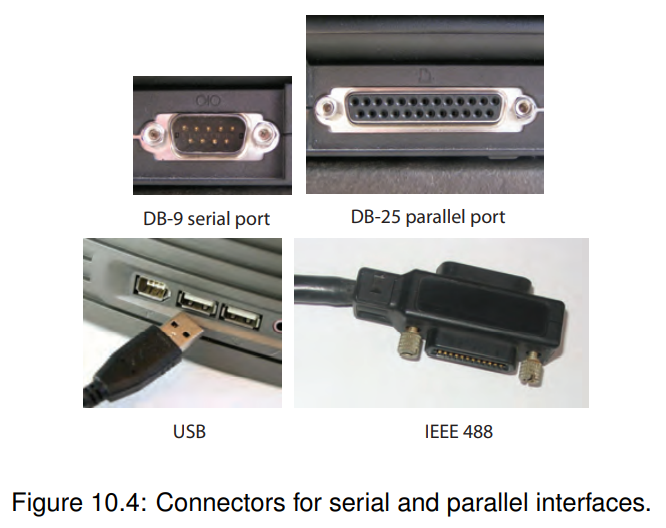 DB-9 serial port
DB-25 parallel port
USB
IEEE 488
Figure 10.4: Connectors for serial and parallel interfaces.